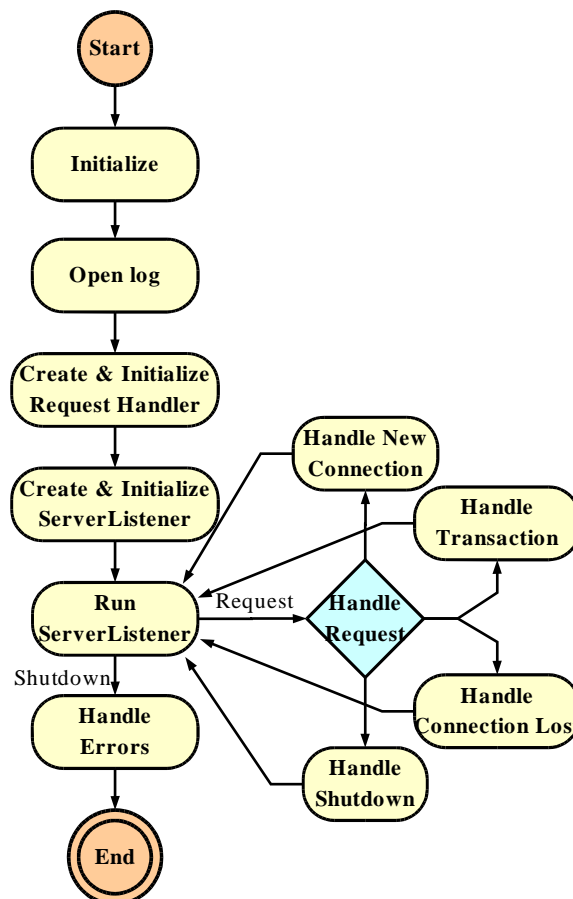 Start
Initialize
Open log
Create & Initialize
Request Handler
Create & Initialize
ServerListener
Run
ServerListener
Request
Handle
Request
Handle New
Connection
Handle
Transaction
Handle
Connection Los
Handle
Shutdown
Shutdown
Handle
Errors
End